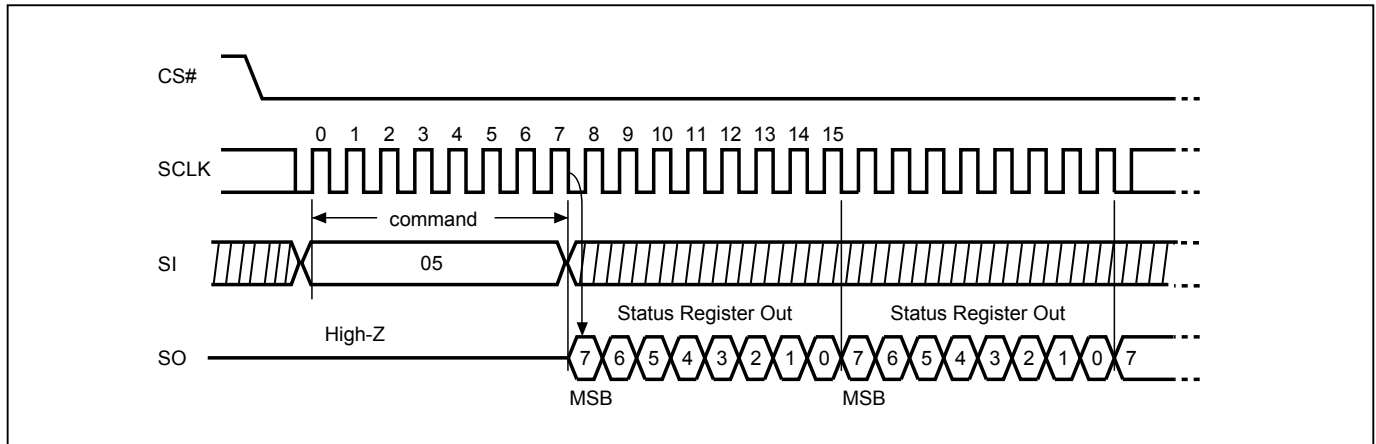 CS#
0 1 2 3 4 5 6 7 8 9 10 11 12 13 14 15
SCLK
command
SI
05
Status Register Out Status Register Out
High-Z
SO
7 6 5 4 3 2 1 0 7 6 5 4 3 2 1 0 7
MSB MSB